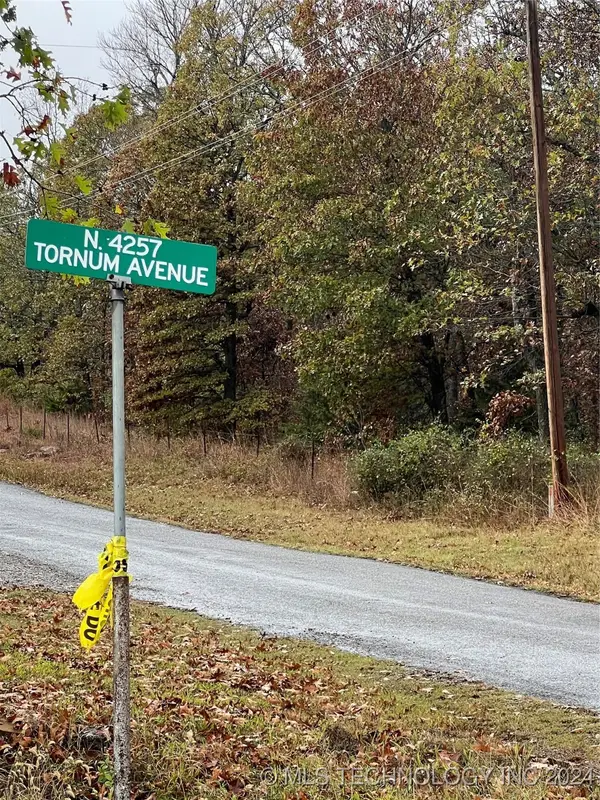 N. 4257
TORNUM AVENUE
© MLS TECHNOLOGY INC 2024